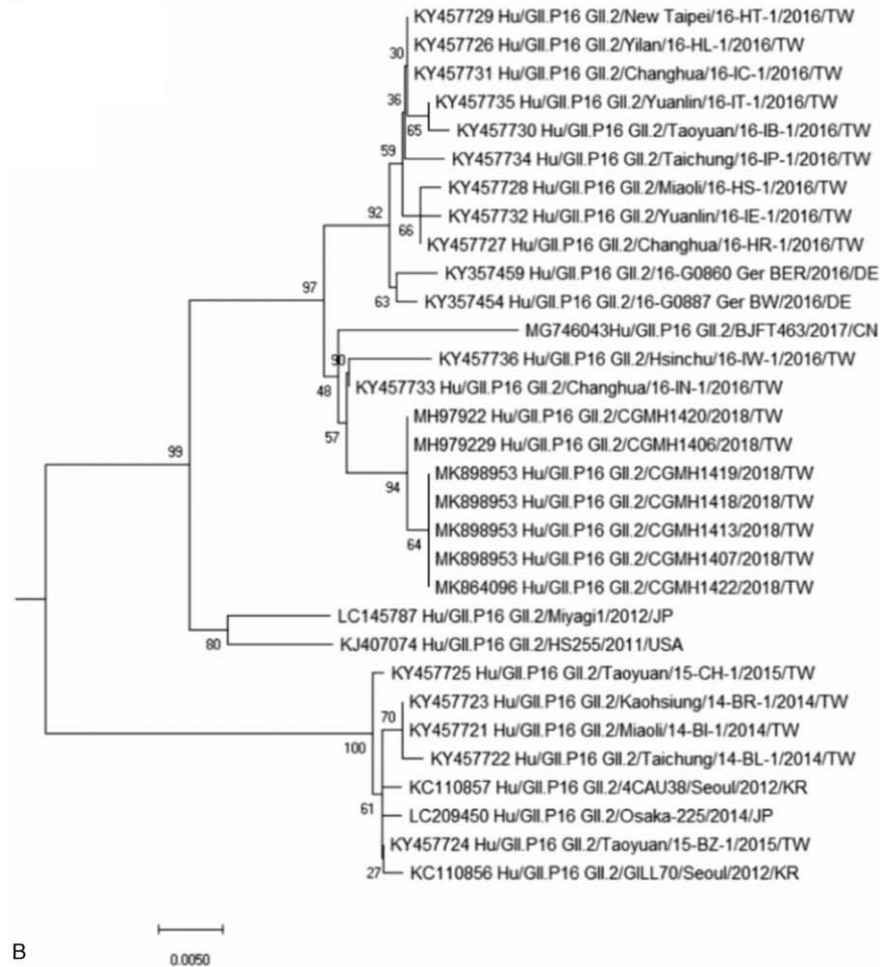 KY457729 Hu/GII.P16 GII.2/New Taipei/16-HT-1/2016/TW
KY457726 Hu/GII.P16 GII.2/Yilan/16-HL-1/2016/TW
30
KY457731 Hu/GII.P16 GII.2/Changhua/16-IC-1/2016/TW
36
KY457735 Hu/GII.P16 GII.2/Yuanlin/16-IT-1/2016/TW
65
KY457730 Hu/GII.P16 GII.2/Taoyuan/16-IB-1/2016/TW
59
KY457734 Hu/GII.P16 GII.2/Taichung/16-IP-1/2016/TW
KY457728 Hu/GII.P16 GII.2/Miaoli/16-HS-1/2016/TW
92
KY457732 Hu/GII.P16 GII.2/Yuanlin/16-IE-1/2016/TW
66
KY457727 Hu/GII.P16 GII.2/Changhua/16-HR-1/2016/TW
KY357459 Hu/GII.P16 GII.2/16-G0860 Ger BER/2016/DE
97
63
KY357454 Hu/GII.P16 GII.2/16-G0887 Ger BW/2016/DE
MG746043Hu/GII.P16 GII.2/BJFT463/2017/CN
90
KY457736 Hu/GII.P16 GII.2/Hsinchu/16-IW-1/2016/TW
48
KY457733 Hu/GII.P16 GII.2/Changhua/16-IN-1/2016/TW
MH97922 Hu/GII.P16 GII.2/CGMH1420/2018/TW
57
MH979229 Hu/GII.P16 GII.2/CGMH1406/2018/TW
99
MK898953 Hu/GII.P16 GII.2/CGMH1419/2018/TW
94
MK898953 Hu/GII.P16 GII.2/CGMH1418/2018/TW
MK898953 Hu/GII.P16 GII.2/CGMH1413/2018/TW
64
MK898953 Hu/GII.P16 GII.2/CGMH1407/2018/TW
MK864096 Hu/GII.P16 GII.2/CGMH1422/2018/TW
LC145787 Hu/GII.P16 GII.2/Miyagi1/2012/JP
80
KJ407074 Hu/GII.P16 GII.2/HS255/2011/USA
KY457725 Hu/GII.P16 GII.2/Taoyuan/15-CH-1/2015/TW
KY457723 Hu/GII.P16 GII.2/Kaohsiung/14-BR-1/2014/TW
70
KY457721 Hu/GII.P16 GII.2/Miaoli/14-BI-1/2014/TW
100
KY457722 Hu/GII.P16 GII.2/Taichung/14-BL-1/2014/TW
KC110857 Hu/GII.P16 GII.2/4CAU38/Seoul/2012/KR
61
LC209450 Hu/GII.P16 GII.2/Osaka-225/2014/JP
KY457724 Hu/GII.P16 GII.2/Taoyuan/15-BZ-1/2015/TW
27
KC110856 Hu/GII.P16 GII.2/GILL70/Seoul/2012/KR
B
0.0050